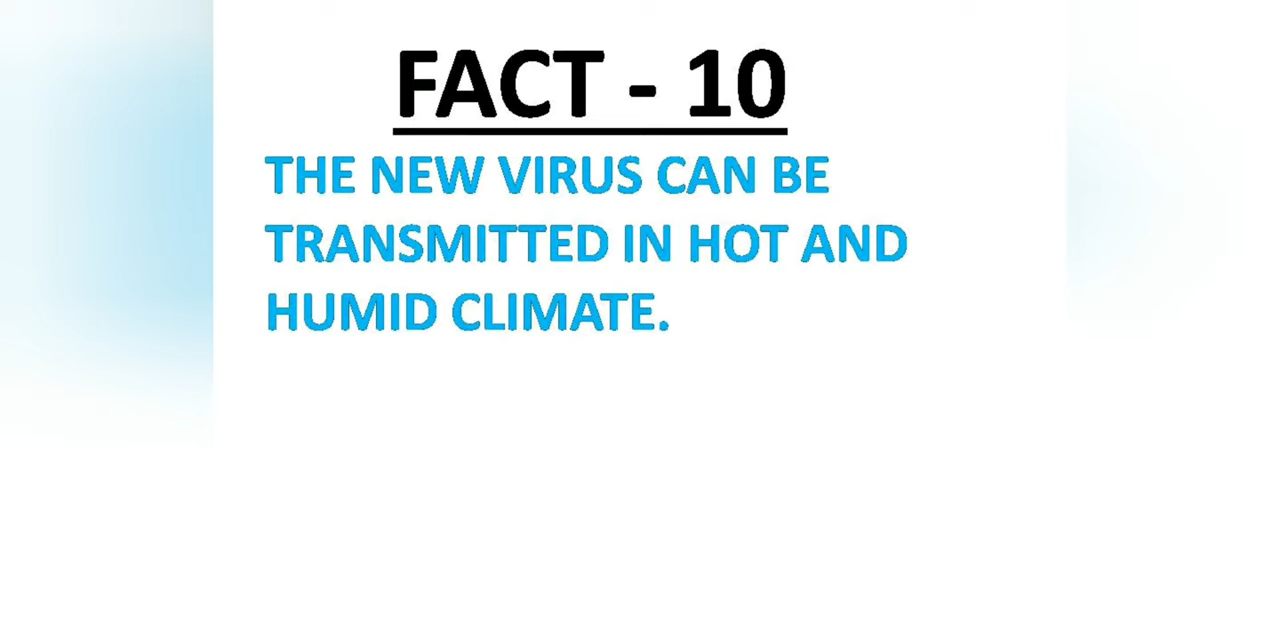 FACT - 10
THE NEW VIRUS CAN BE
TRANSMITTED IN HOT AND
HUMID CLIMATE.